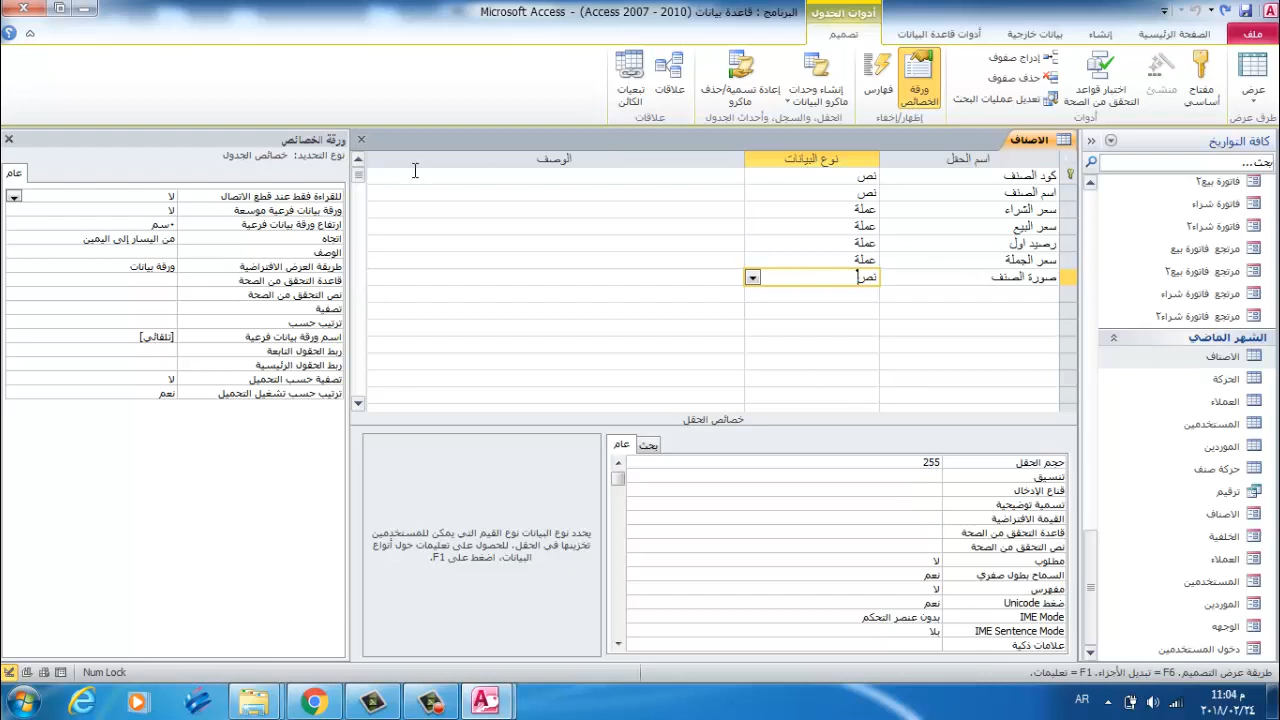 البرنامج : قاعدة بيانات (Access 2007 - 2010) - Microsoft Access
أدوات الجدول
ملف
الصفحة الرئيسية
إنشاء
بيانات خارجية
أدوات قاعدة البيانات
تصميم
عرض
طرق عرض
مفتاح أساسي
منشئ
اختبار قواعد التحقق من الصحة
إدراج صفوف
حذف صفوف
تعديل عمليات البحث
أدوات
ورقة الخصائص
فهارس
إظهار/إخفاء
إنشاء وحدات ماكرو البيانات
إعادة تسمية/حذف ماكرو
الحقل، والسجل، وأحداث الجدول
علاقات
تبعيات الكائن
علاقات
كافة التواريخ
بحث...
فاتورة بيع٢
فاتورة شراء
فاتورة شراء٢
مرتجع فاتورة بيع
مرتجع فاتورة بيع٢
مرتجع فاتورة شراء
مرتجع فاتورة شراء٢
الشهر الماضي
الاصناف
الحركة
العملاء
المستخدمين
الموردين
حركة صنف
ترقيم
الاصناف
الخلفية
العملاء
المستخدمين
الموردين
الوجهه
دخول المستخدمين
الاصناف
اسم الحقل نوع البيانات الوصف
كود الصنف نص
اسم الصنف نص
سعر الشراء عملة
سعر البيع عملة
رصيد اول عملة
سعر الجملة عملة
صورة الصنف نص
خصائص الحقل
عام بحث
حجم الحقل 255
تنسيق
قناع الإدخال
تسمية توضيحية
القيمة الافتراضية
قاعدة التحقق من الصحة
نص التحقق من الصحة
مطلوب لا
السماح بطول صفري نعم
مفهرس لا
ضغط Unicode نعم
IME Mode بدون عنصر التحكم
IME Sentence Mode بلا
علامات ذكية
يحدد نوع البيانات نوع القيم التي يمكن للمستخدمين
تخزينها في الحقل. للحصول على تعليمات حول أنواع
البيانات، اضغط على F1.
ورقة الخصائص
نوع التحديد: خصائص الجدول
عام
للقراءة فقط عند قطع الاتصال لا
ورقة بيانات فرعية موسعة لا
ارتفاع ورقة بيانات فرعية ٠سم
اتجاه من اليسار إلى اليمين
الوصف
طريقة العرض الافتراضية ورقة بيانات
قاعدة التحقق من الصحة
نص التحقق من الصحة
تصفية
ترتيب حسب
اسم ورقة بيانات فرعية [تلقائي]
ربط الحقول التابعة
ربط الحقول الرئيسية
تصفية حسب التحميل لا
ترتيب حسب تشغيل التحميل نعم
طريقة عرض التصميم. F6 = تبديل الأجزاء. F1 = تعليمات.
Num Lock
AR
11:04 م
٢٠١٨/٠٢/٢٤